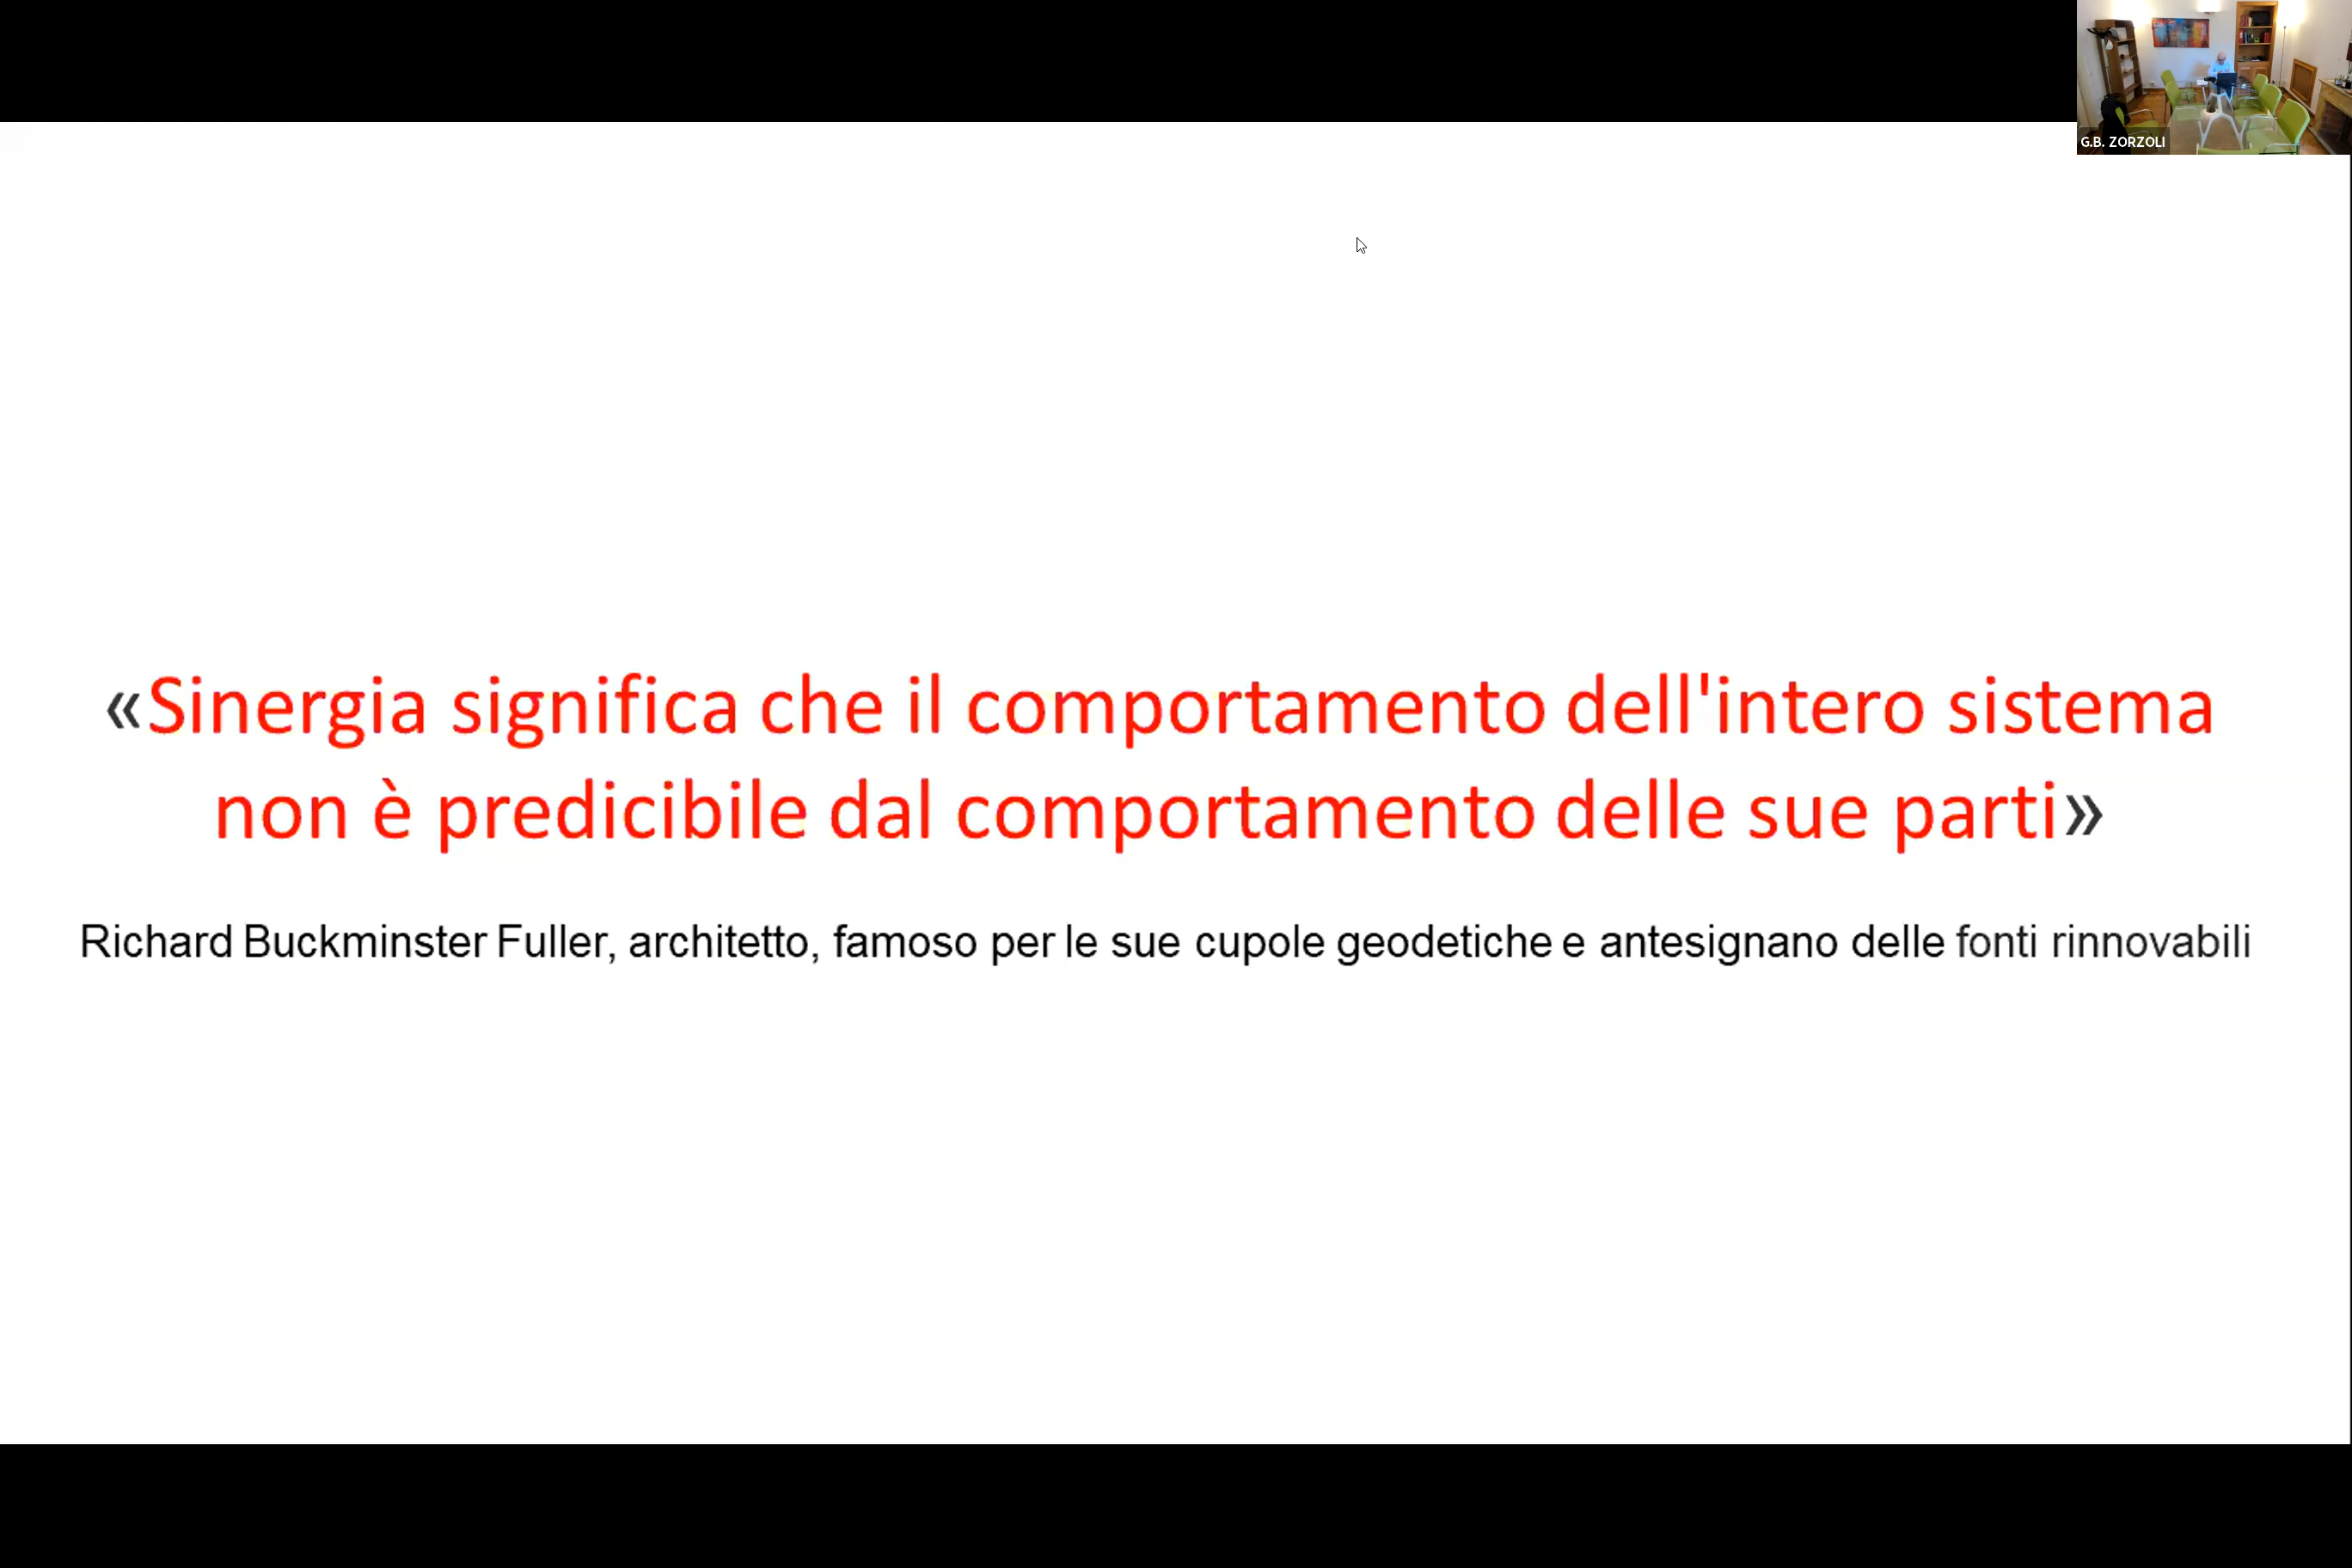 G.B. ZORZOLI
«Sinergia significa che il comportamento dell'intero sistema
non è predicibile dal comportamento delle sue parti»
Richard Buckminster Fuller, architetto, famoso per le sue cupole geodetiche e antesignano delle fonti rinnovabili